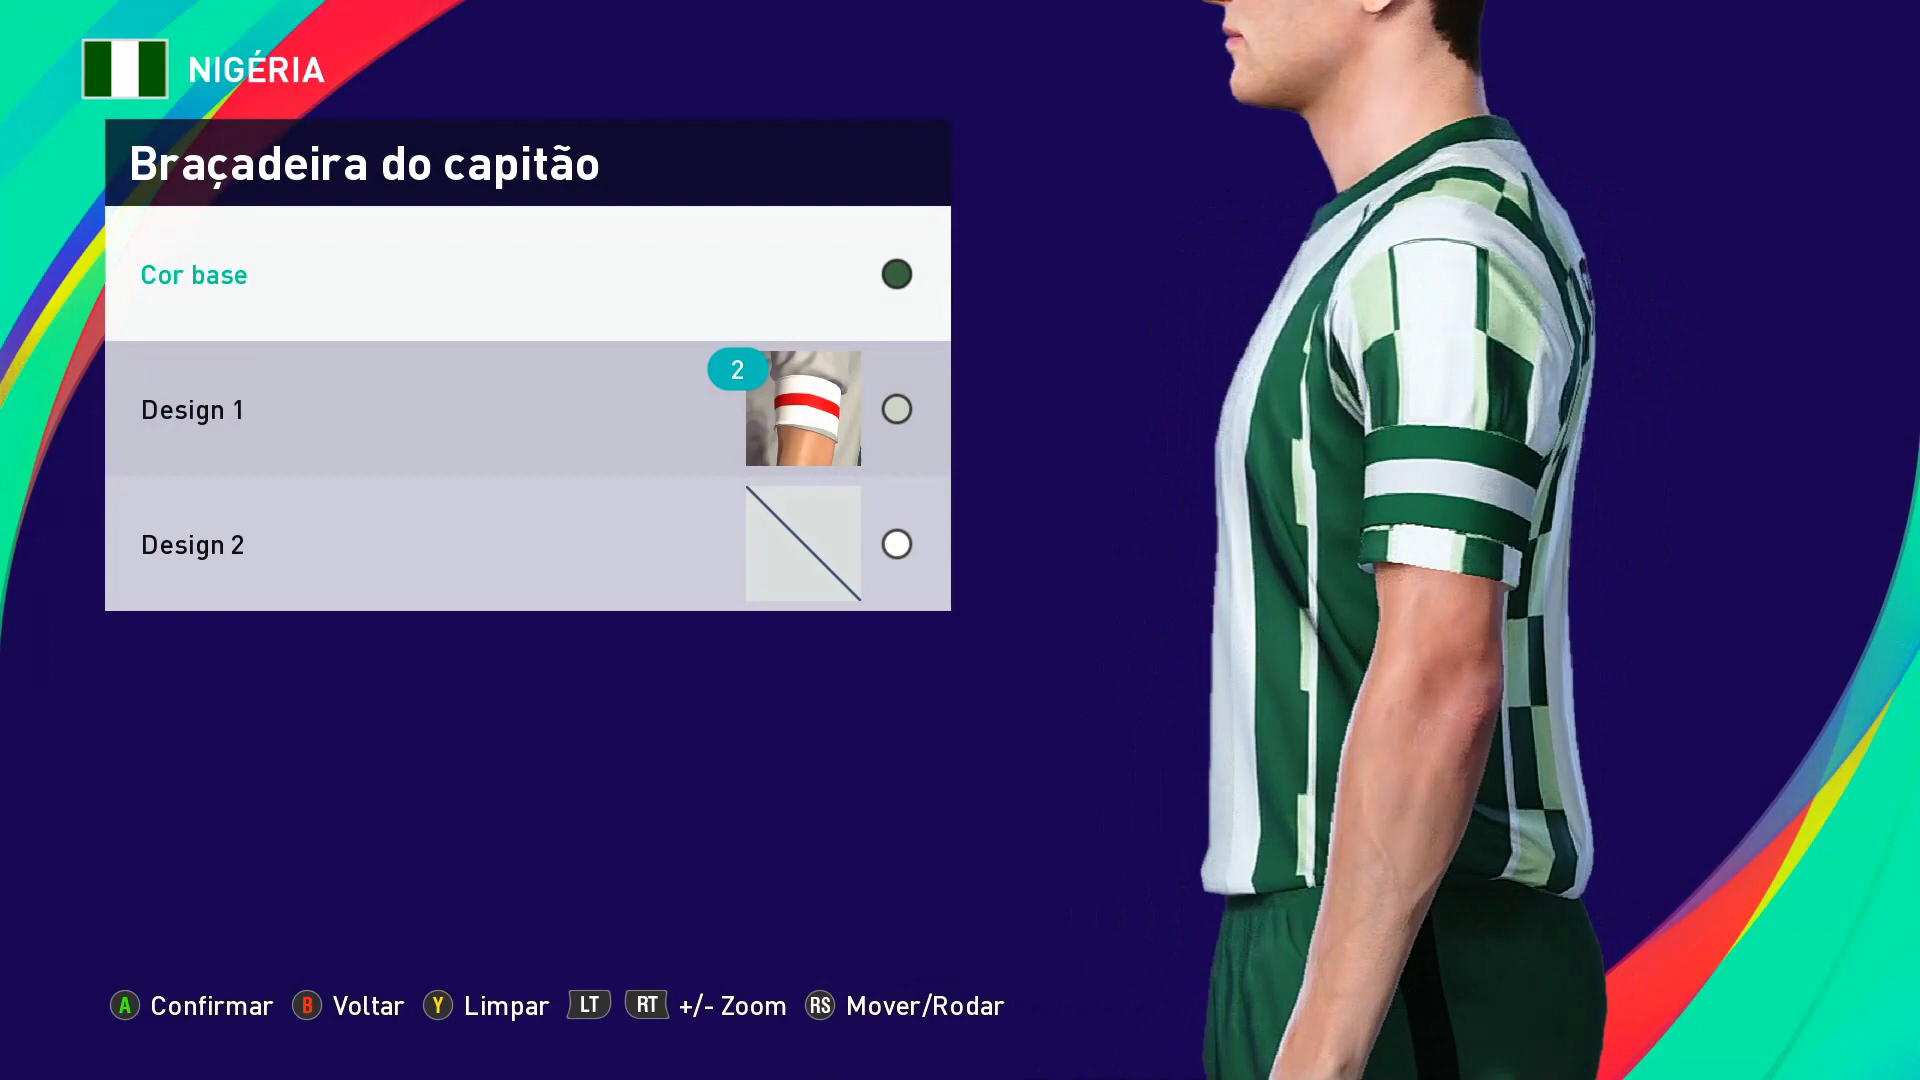 NIGÉRIA
Braçadeira do capitão
Cor base
2
Design 1
Design 2
A Confirmar B Voltar Y Limpar LT RT +/- Zoom RS Mover/Rodar